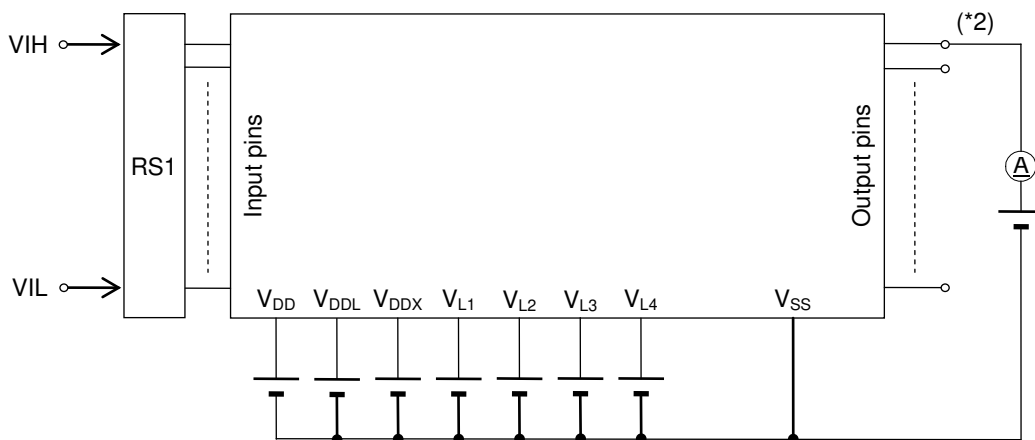 VIH
(*2)
RS1
Input pins
Output pins
A
VIL
VDD
VDDL
VDDX
VL1
VL2
VL3
VL4
VSS